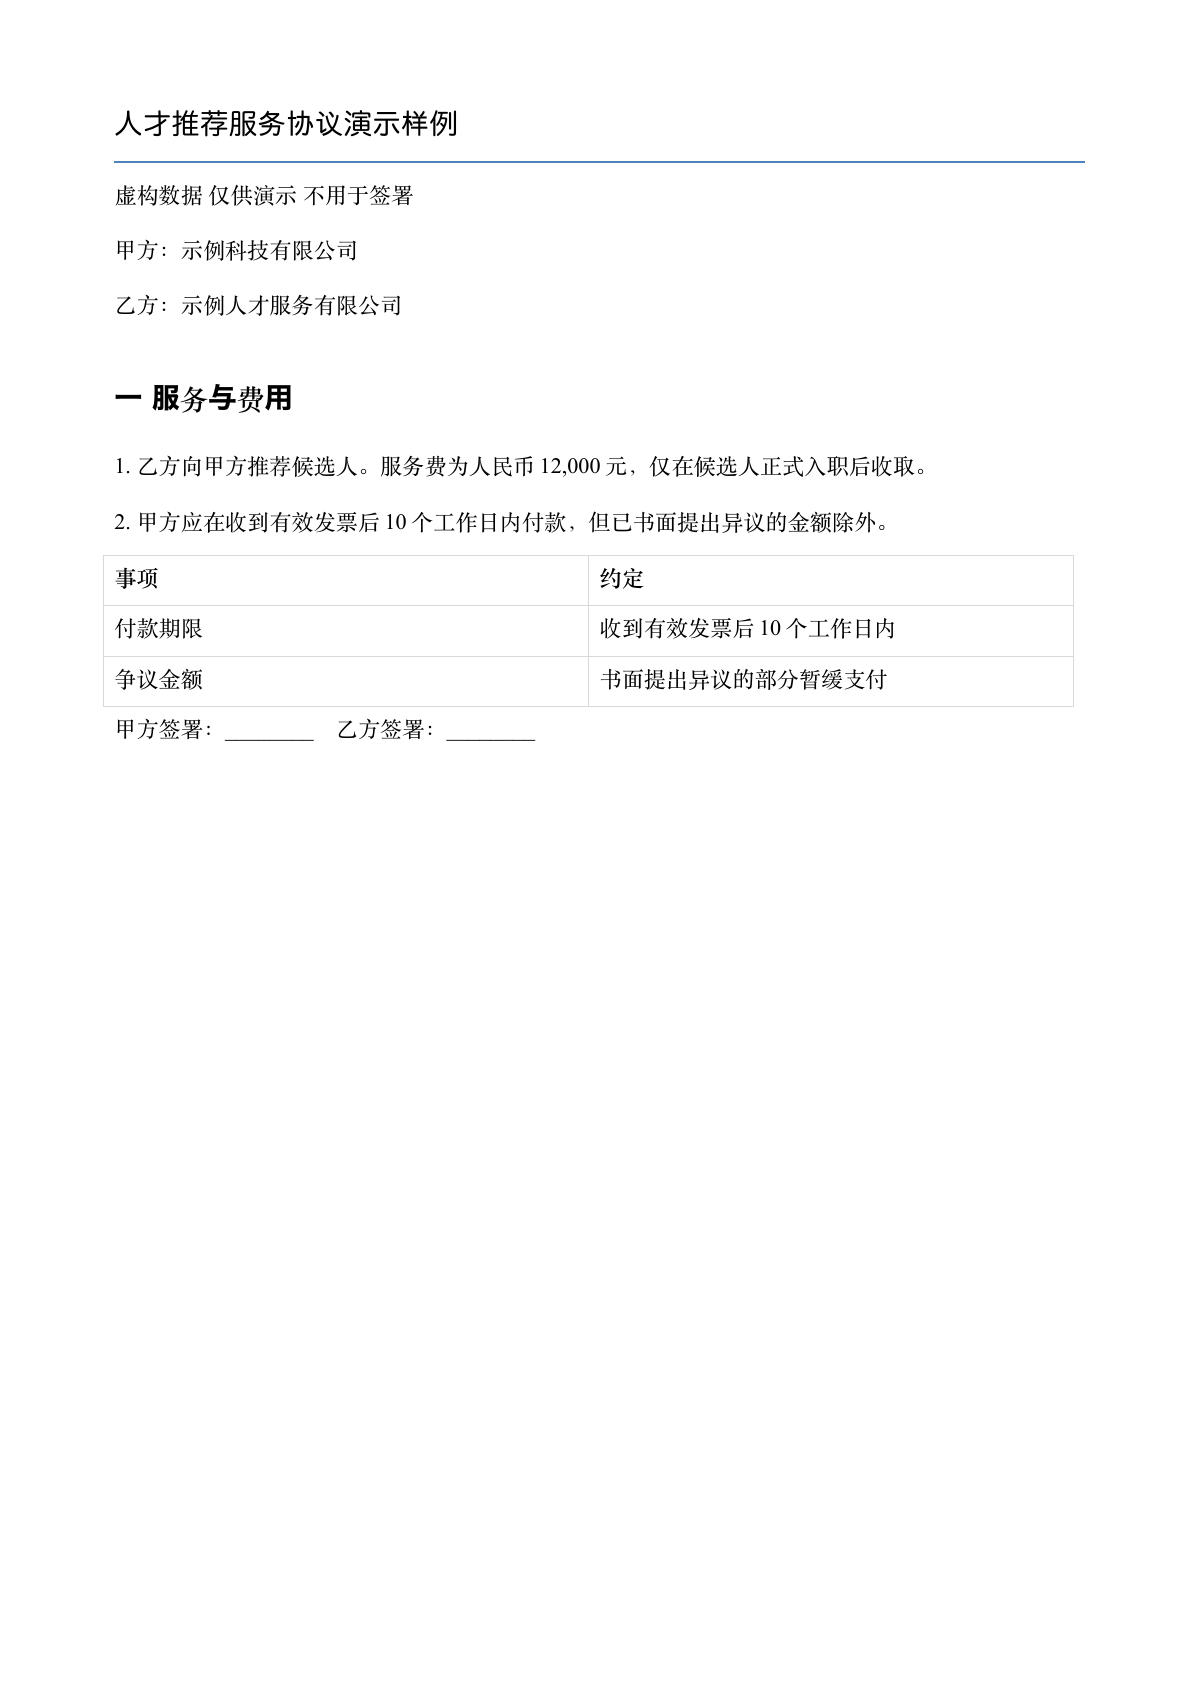 人才推荐服务协议演示样例
虚构数据 仅供演示 不用于签署
甲方：示例科技有限公司
乙方：示例人才服务有限公司
一 服务与费用
1. 乙方向甲方推荐候选人。服务费为人民币 12,000 元，仅在候选人正式入职后收取。
2. 甲方应在收到有效发票后 10 个工作日内付款，但已书面提出异议的金额除外。
事项 约定
付款期限 收到有效发票后 10 个工作日内
争议金额 书面提出异议的部分暂缓支付
甲方签署：________ 乙方签署：________